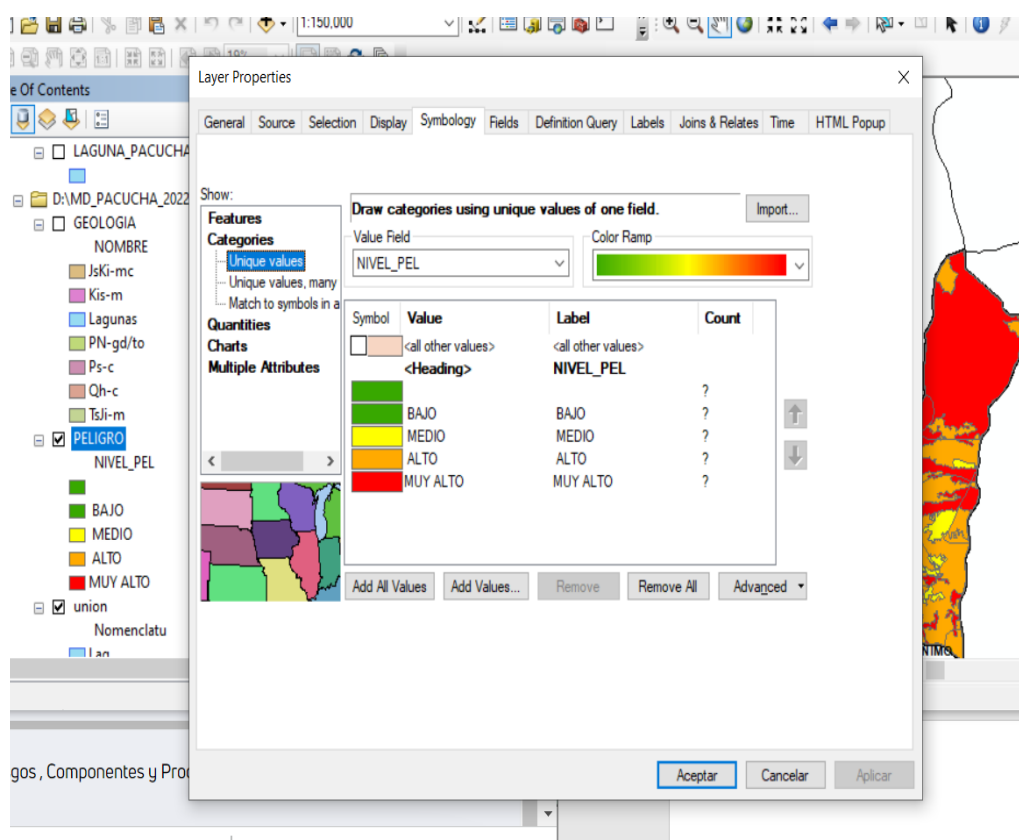 1:150,000
19%
e Of Contents
LAGUNA_PACUCHA
D:\MD_PACUCHA_2022
GEOLOGIA
NOMBRE
JsKi-mc
Kis-m
Lagunas
PN-gd/to
Ps-c
Qh-c
TsJi-m
PELIGRO
NIVEL_PEL
BAJO
MEDIO
ALTO
MUY ALTO
union
Nomenclatu
Lag
Layer Properties
General Source Selection Display Symbology Fields Definition Query Labels Joins & Relates Time HTML Popup
Show:
Features
Categories
Unique values
Unique values, many
Match to symbols in a
Quantities
Charts
Multiple Attributes
Draw categories using unique values of one field.
Import...
Value Field
Color Ramp
NIVEL_PEL
Symbol Value Label Count
<all other values> <all other values>
<Heading> NIVEL_PEL
?
BAJO BAJO ?
MEDIO MEDIO ?
ALTO ALTO ?
MUY ALTO MUY ALTO ?
Add All Values Add Values... Remove Remove All Advanced
Aceptar Cancelar Aplicar
NIMO
gos , Componentes y Pro